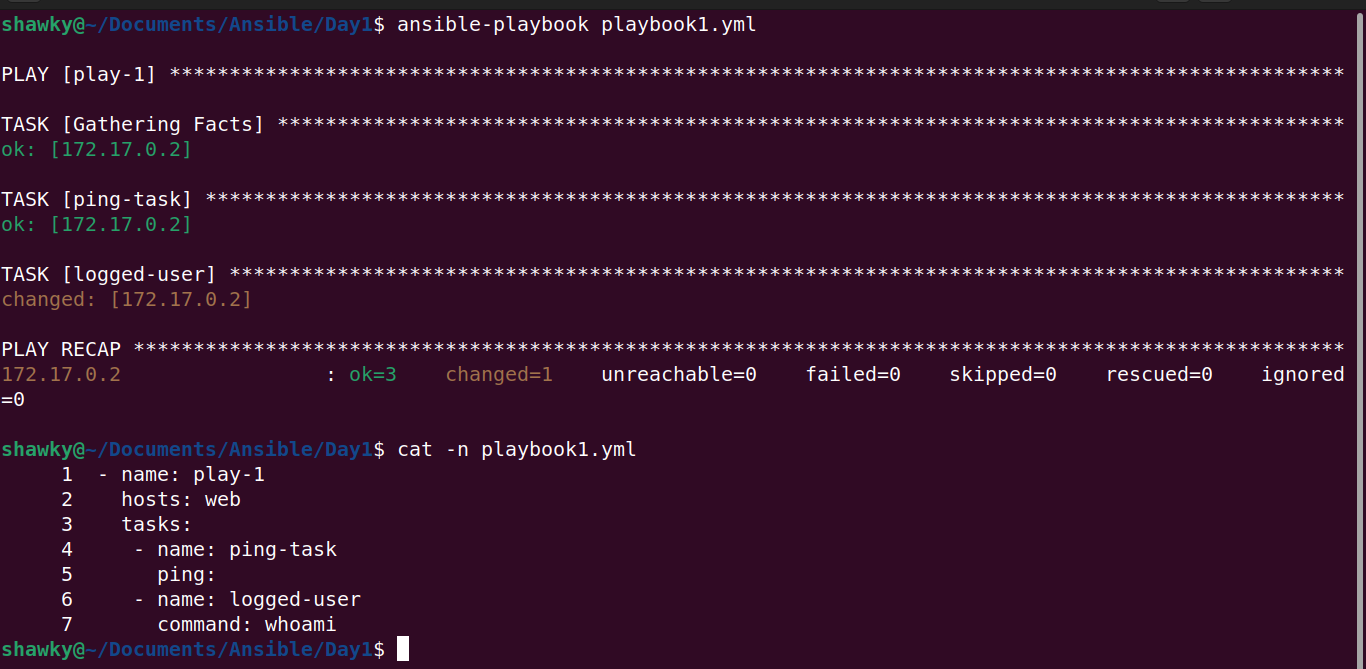 shawky@~/Documents/Ansible/Day1$ ansible-playbook playbook1.yml
PLAY [play-1] **************************************************************************************************
TASK [Gathering Facts] *****************************************************************************************
ok: [172.17.0.2]
TASK [ping-task] ***********************************************************************************************
ok: [172.17.0.2]
TASK [logged-user] *********************************************************************************************
changed: [172.17.0.2]
PLAY RECAP *****************************************************************************************************
172.17.0.2                 : ok=3    changed=1    unreachable=0    failed=0    skipped=0    rescued=0    ignored
=0
shawky@~/Documents/Ansible/Day1$ cat -n playbook1.yml
     1  - name: play-1
     2    hosts: web
     3    tasks:
     4     - name: ping-task
     5       ping:
     6     - name: logged-user
     7       command: whoami
shawky@~/Documents/Ansible/Day1$